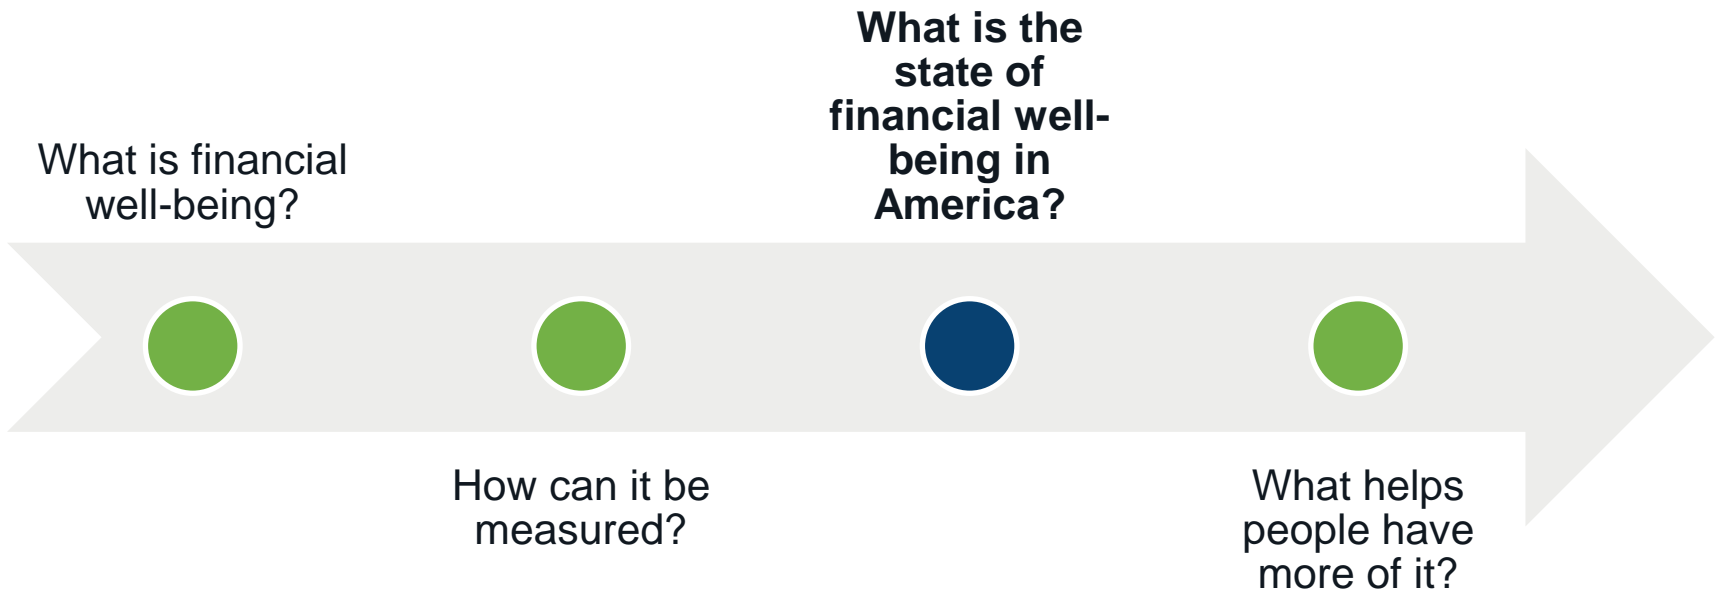 What is financial
well-being?
How can it be
measured?
What is the
state of
financial well-
being in
America?
What helps
people have
more of it?